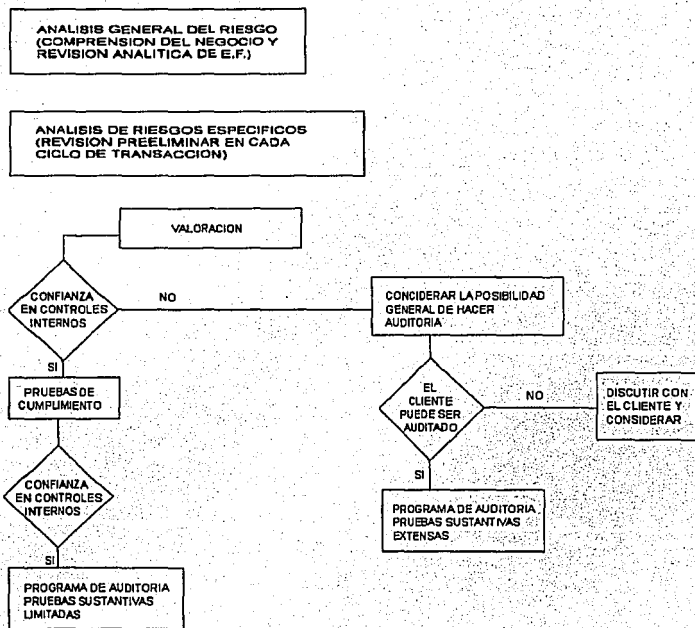 ANALISIS GENERAL DEL RIESGO
(COMPRENSION DEL NEGOCIO Y
REVISION ANALITICA DE E.F.)
ANALISIS DE RIESGOS ESPECIFICOS
(REVISION PREELIMINAR EN CADA
CICLO DE TRANSACCION)
VALORACION
CONFIANZA
EN CONTROLES
INTERNOS
NO
CONCIDERAR LA POSIBILIDAD
GENERAL DE HACER
AUDITORIA
SI
PRUEBAS DE
CUMPLIMIENTO
EL
CLIENTE
PUEDE SER
AUDITADO
NO
DISCUTIR CON
EL CLIENTE Y
CONSIDERAR
CONFIANZA
EN CONTROLES
INTERNOS
SI
PROGRAMA DE AUDITORIA
PRUEBAS SUSTANTIVAS
EXTENSAS
SI
PROGRAMA DE AUDITORIA
PRUEBAS SUSTANTIVAS
LIMITADAS